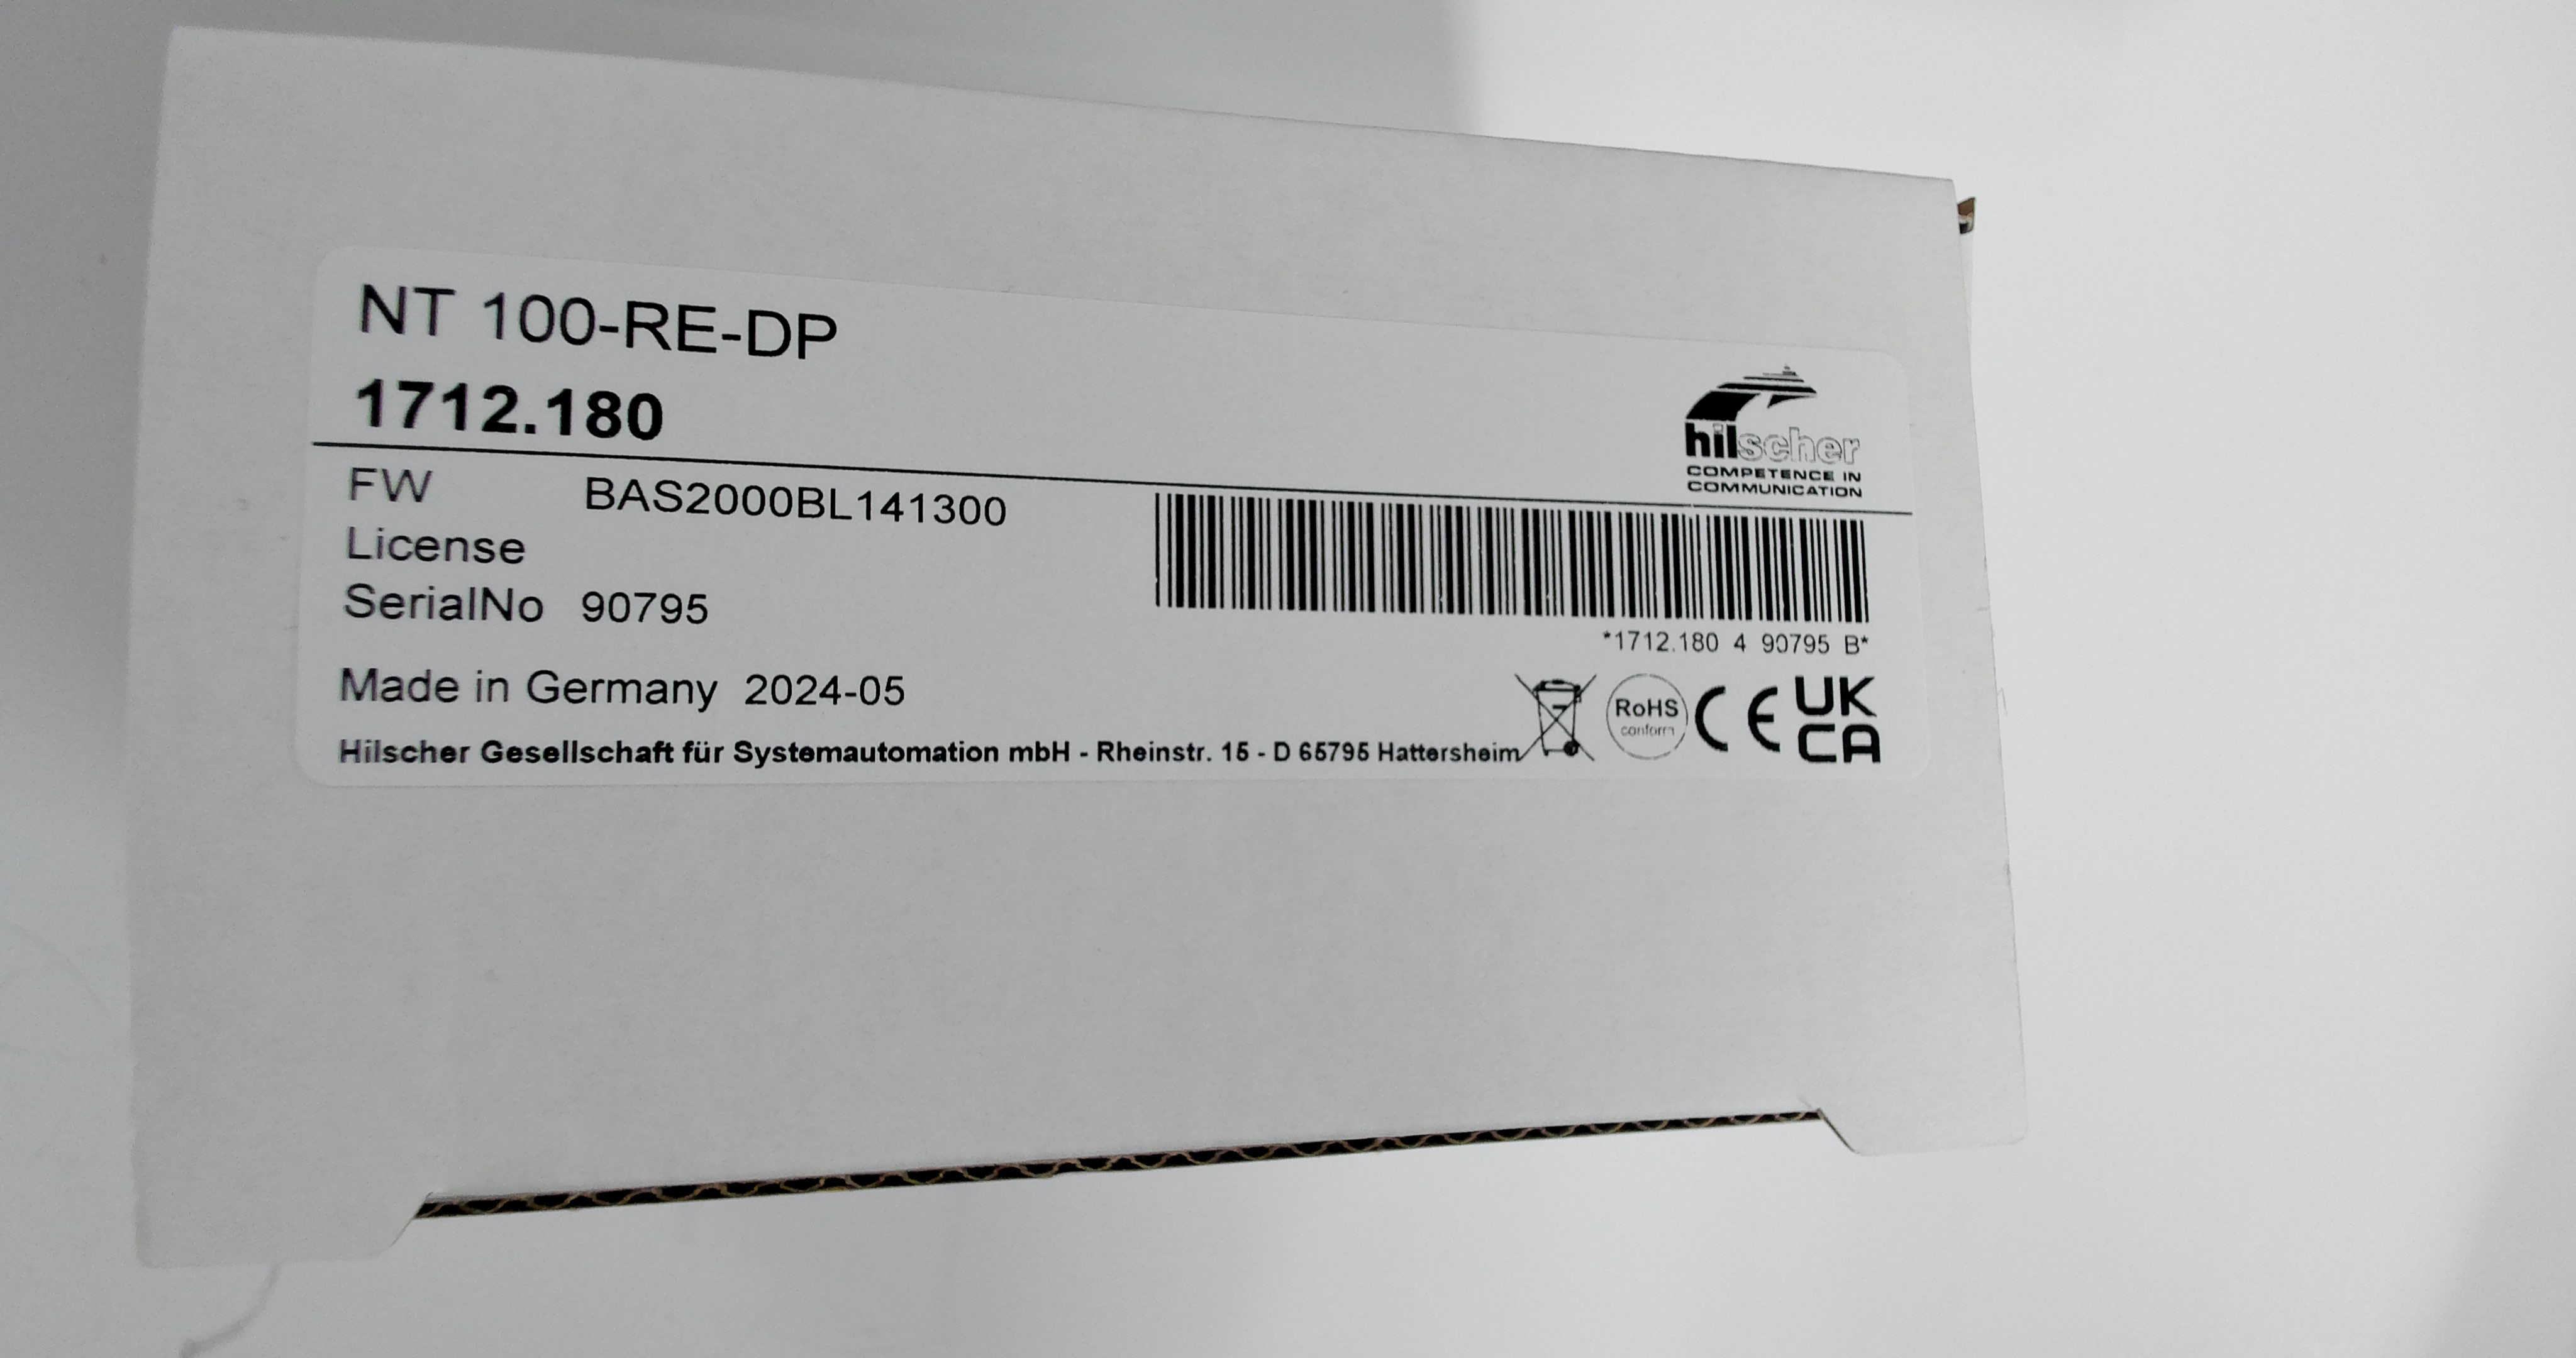 NT 100-RE-DP
1712.180
hilscher
COMPETENCE IN
COMMUNICATION
FW BAS2000BL141300
License
SerialNo 90795
*1712.180 4 90795 B*
Made in Germany 2024-05
RoHS
conform
CE
UK
CA
Hilscher Gesellschaft für Systemautomation mbH - Rheinstr. 15 - D 65795 Hattersheim